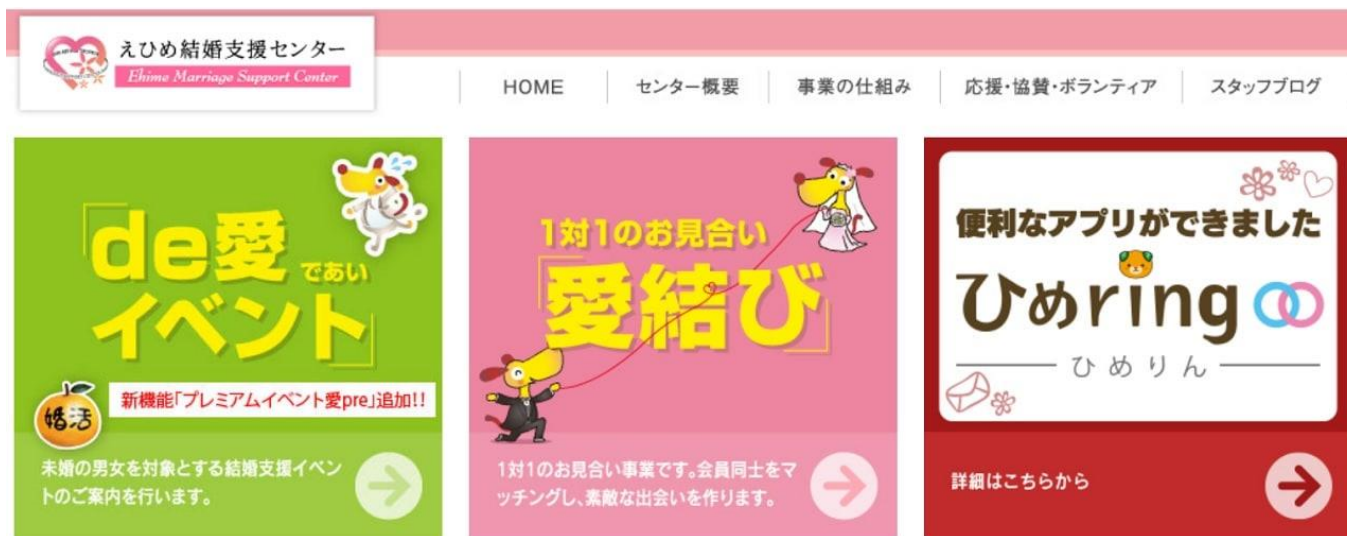 えひめ結婚支援センター
Ehime Marriage Support Center
HOME
センター概要
事業の仕組み
応援・協賛・ボランティア
スタッフブログ
「de愛であい
イベント」
婚活
新機能「プレミアムイベント愛pre」追加!!
未婚の男女を対象とする結婚支援イベン
トのご案内を行います。
1対1のお見合い
「愛結び」
1対1のお見合い事業です。会員同士をマ
ッチングし、素敵な出会いを作ります。
便利なアプリができました
ひめring
ひめりん
詳細はこちらから